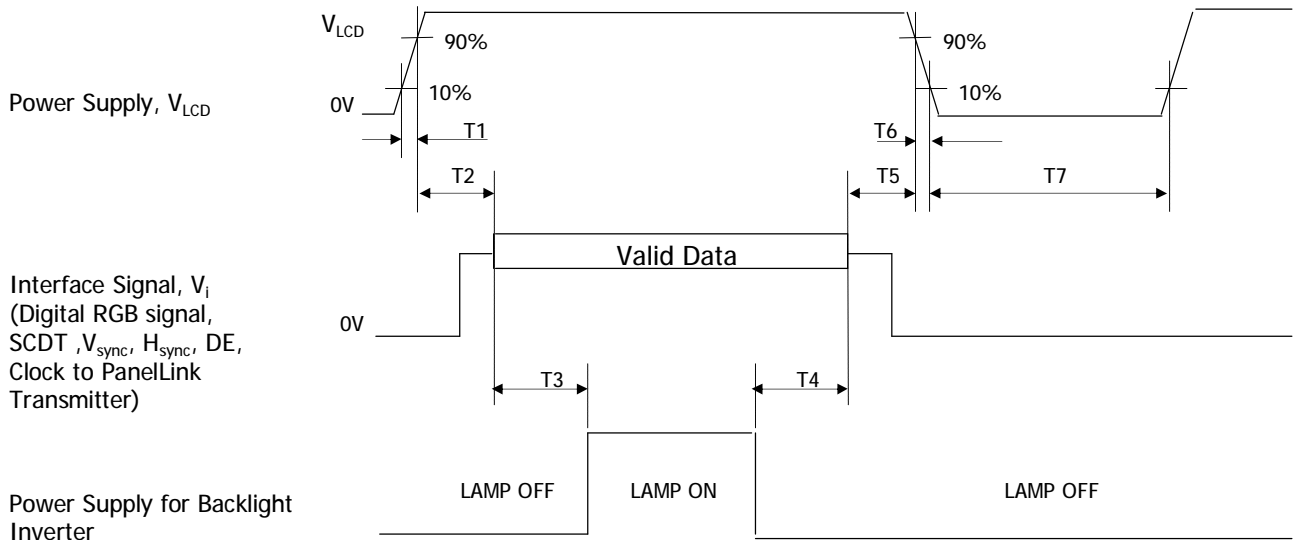 V_LCD
90%
90%
Power Supply, V_LCD
0V
10%
10%
T1
T6
T2
T5
T7
Valid Data
Interface Signal, V_i
(Digital RGB signal,
SCDT ,V_sync, H_sync, DE,
Clock to PanelLink
Transmitter)
0V
T3
T4
LAMP OFF
LAMP ON
LAMP OFF
Power Supply for Backlight
Inverter